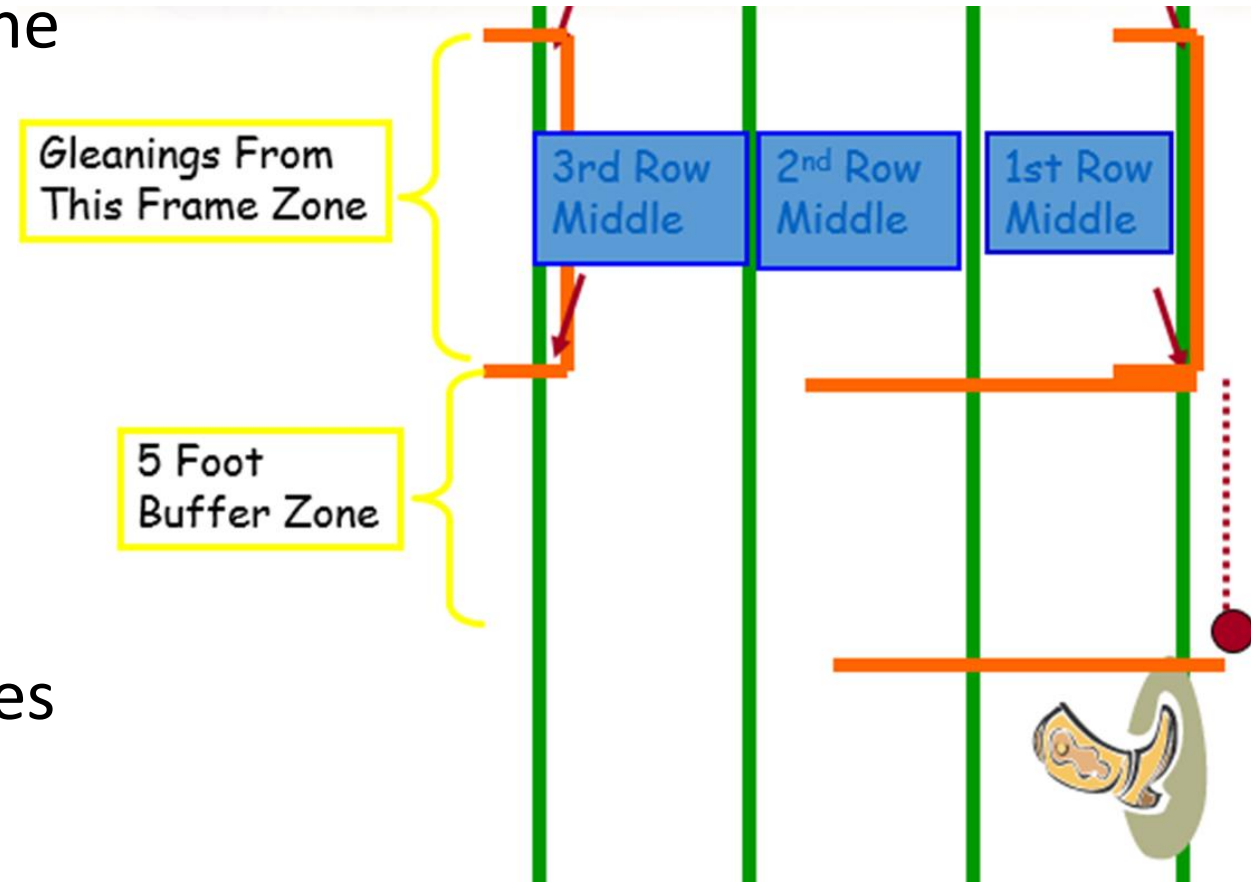 ne
Gleanings From
This Frame Zone
3rd Row
Middle
2nd Row
Middle
1st Row
Middle
5 Foot
Buffer Zone
es